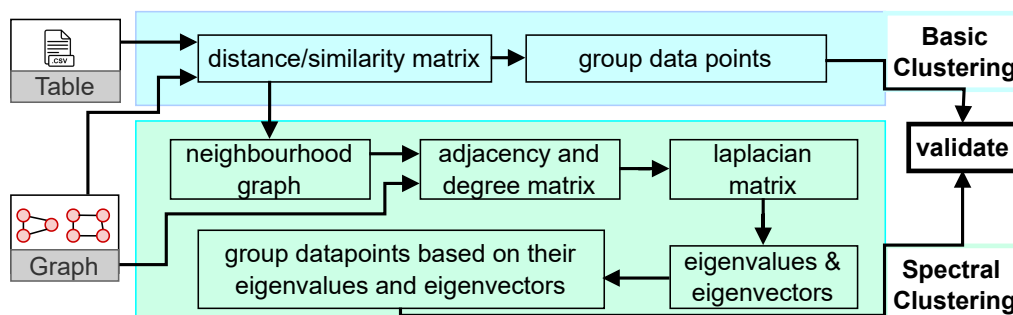 .CSV
Table
distance/similarity matrix
group data points
Basic
Clustering
neighbourhood
graph
adjacency and
degree matrix
laplacian
matrix
validate
Graph
group datapoints based on their
eigenvalues and eigenvectors
eigenvalues &
eigenvectors
Spectral
Clustering